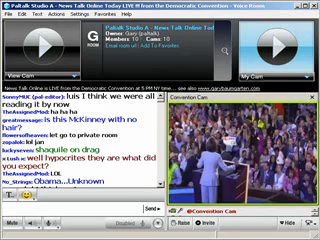 Paltalk Studio A - News Talk Online Today LIVE !!! from the Democratic Convention - Voice Room
File Edit Text Actions Settings Favorites Help
Paltalk Studio A - News Talk Online Tod
G
ROOM
Owner: Gary (paltalk)
Members: 10 Cams: 10
Email room url | Add To Favorites
View Cam
My Cam
News Talk Online is LIVE from the Democratic Convention at 5 PM NY time... see also www.garybaumgarten.com
SonnyMUC (pal-editor): luis I think we were all reading it by now
TheAssignedMod: ha ha ha
greatmessage: is this McKinney with no hair?
flowersofheaven: let go to private room
zopalok: lol jan
luckyseven: shaquille on drag
x Lush x: well hypocrites they are what did you expect?
TheAssignedMod: LOL
No_Strings: Obama...Unknown
Convention Cam
Send
@Convention Cam
Mute
Disabled
Raise
Invite
Hide